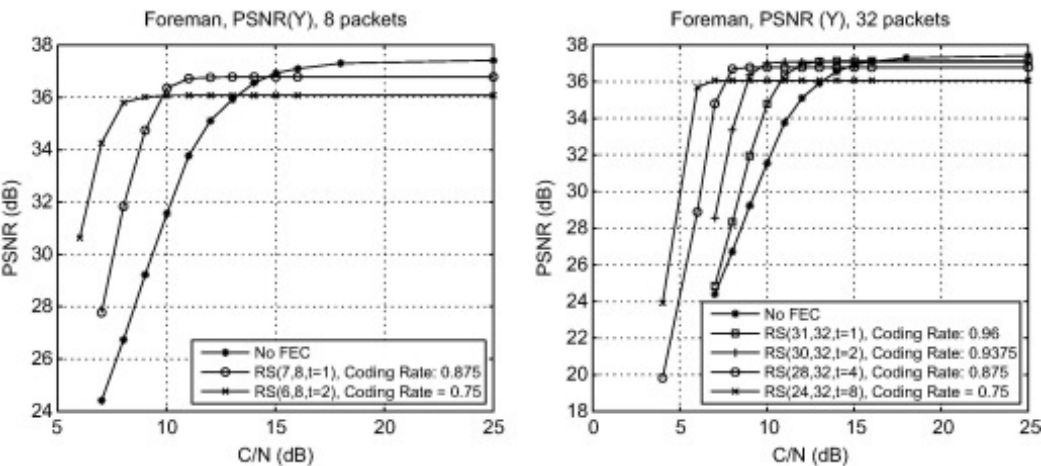 Foreman, PSNR(Y), 8 packets
38
36
34
32
30
28
26
24
PSNR (dB)
5
10
15
20
25
C/N (dB)
No FEC
RS(7,8,t=1), Coding Rate: 0.875
RS(6,8,t=2), Coding Rate = 0.75
Foreman, PSNR (Y), 32 packets
38
36
34
32
30
28
26
24
22
20
18
PSNR (dB)
0
5
10
15
20
25
C/N (dB)
No FEC
RS(31,32,t=1), Coding Rate: 0.96
RS(30,32,t=2), Coding Rate: 0.9375
RS(28,32,t=4), Coding Rate: 0.875
RS(24,32,t=8), Coding Rate = 0.75